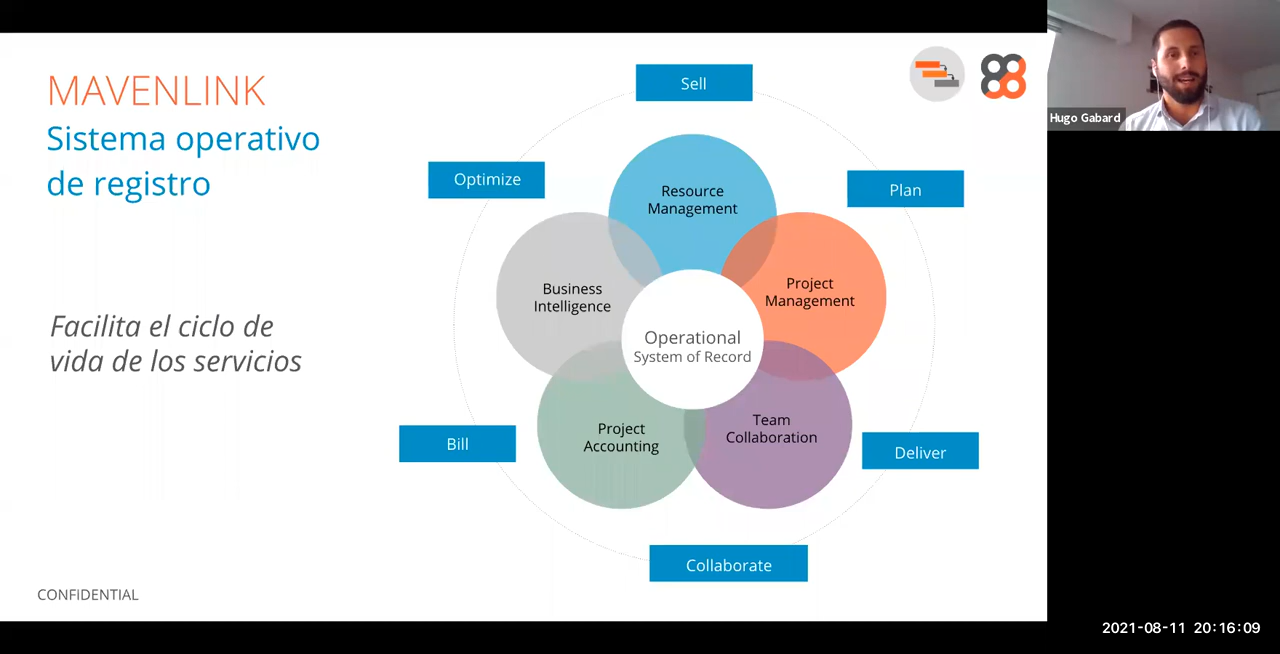 MAVENLINK
Sistema operativo
de registro
Facilita el ciclo de
vida de los servicios
Sell
Optimize
Plan
Resource
Management
Business
Intelligence
Project
Management
Operational
System of Record
Project
Accounting
Team
Collaboration
Bill
Deliver
Collaborate
CONFIDENTIAL
Hugo Gabard
2021-08-11 20:16:09